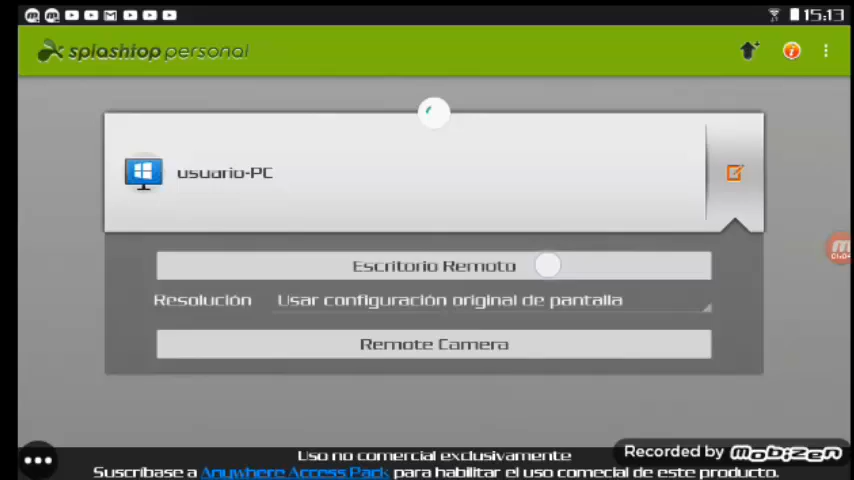 15:13
splashtop personal
usuario-PC
Escritorio Remoto
Resolución Usar configuración original de pantalla
Remote Camera
Uso no comercial exclusivamente
Recorded by mobizen
Suscríbase a Anywhere Access Pack para habilitar el uso comecial de este producto.